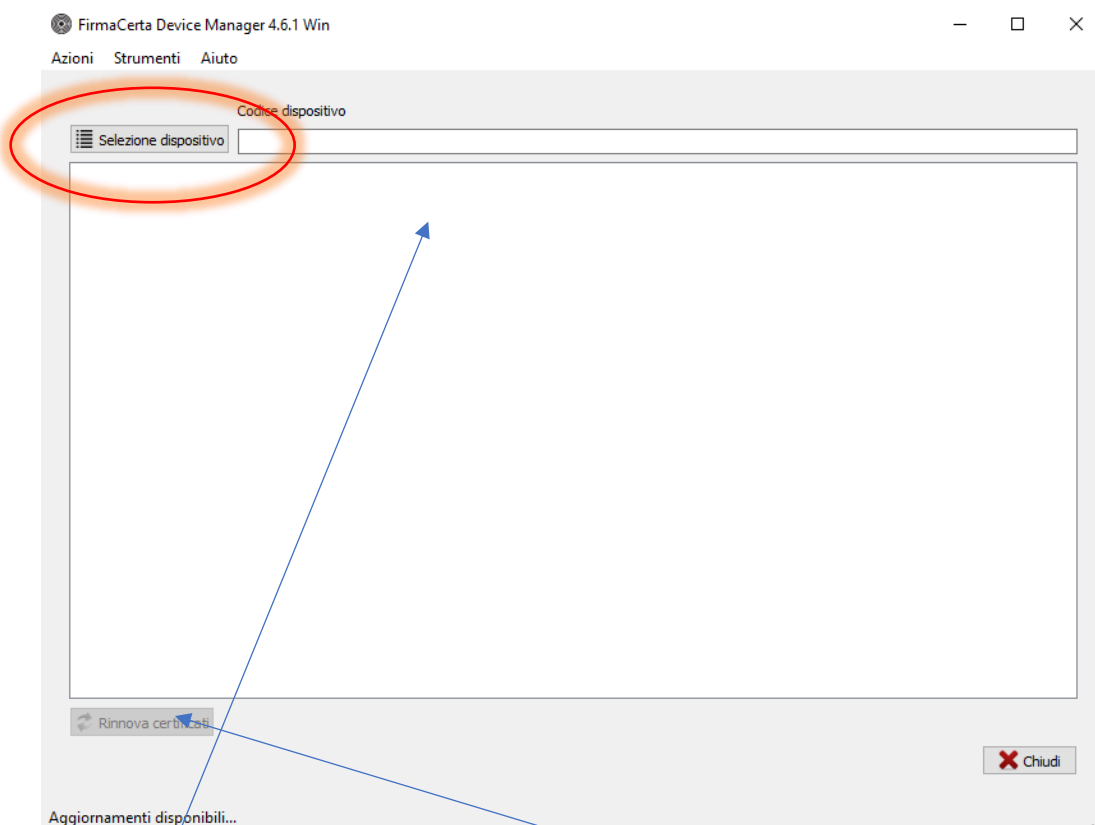 FirmaCerta Device Manager 4.6.1 Win
Azioni Strumenti Aiuto
Codice dispositivo
Selezione dispositivo
Rinnova certificati
Chiudi
Aggiornamenti disponibili...